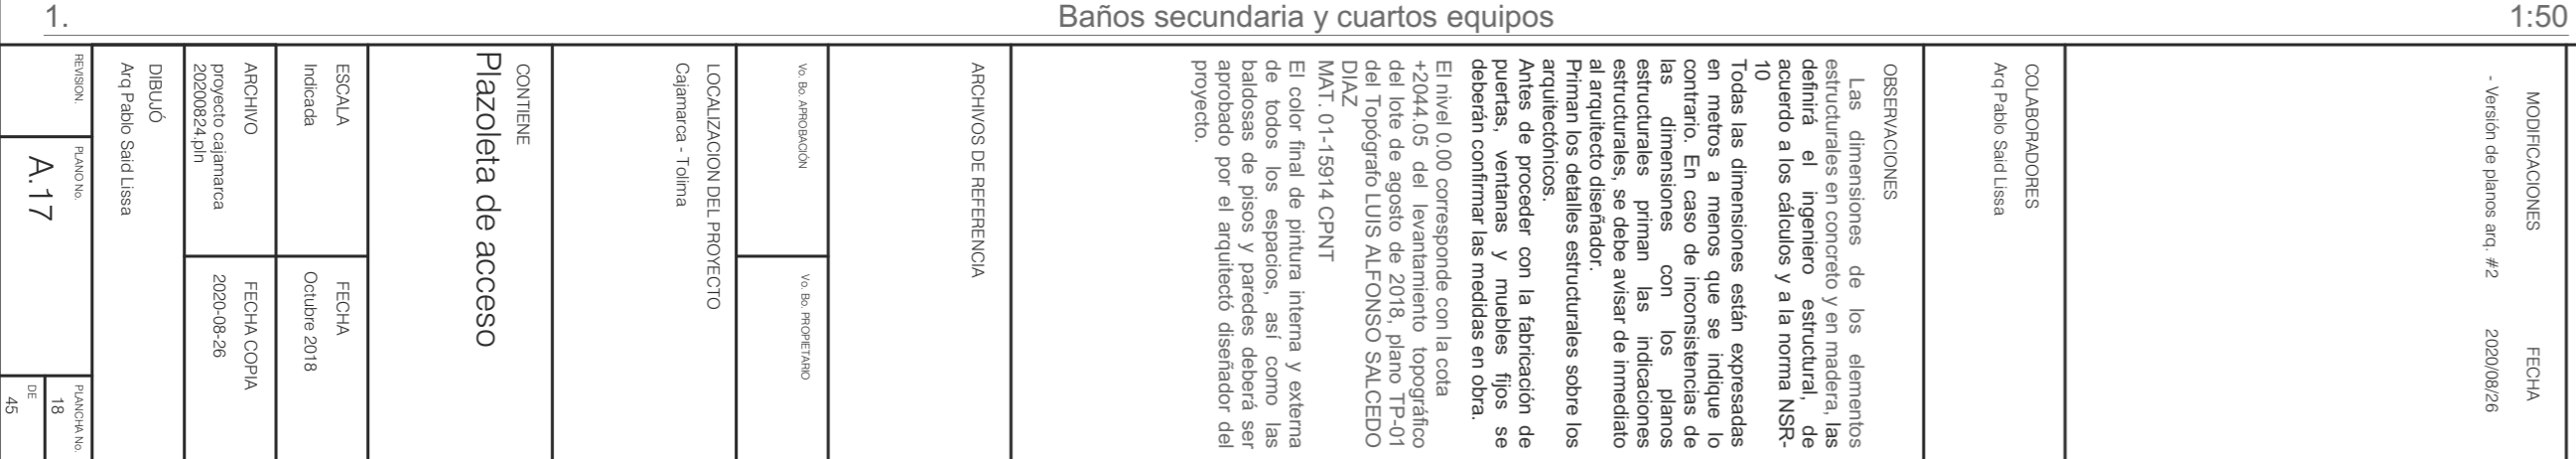 1.
Baños secundaria y cuartos equipos
1:50
MODIFICACIONES
FECHA
- Versión de planos arq. #2
2020/08/26
COLABORADORES
Arq Pablo Said Lissa
OBSERVACIONES
Las dimensiones de los elementos
estructurales en concreto y en madera, las
definirá el ingeniero estructural, de
acuerdo a los cálculos y a la norma NSR-
10
Todas las dimensiones están expresadas
en metros a menos que se indique lo
contrario. En caso de inconsistencias de
las dimensiones con los planos
estructurales priman las indicaciones
estructurales, se debe avisar de inmediato
al arquitecto diseñador.
Priman los detalles estructurales sobre los
arquitectónicos.
Antes de proceder con la fabricación de
puertas, ventanas y muebles fijos se
deberán confirmar las medidas en obra.
El nivel 0.00 corresponde con la cota
+2044.05 del levantamiento topográfico
del lote de agosto de 2018, plano TP-01
del Topógrafo LUIS ALFONSO SALCEDO
DIAZ
MAT. 01-15914 CPNT
El color final de pintura interna y externa
de todos los espacios, así como las
baldosas de pisos y paredes deberá ser
aprobado por el arquitectó diseñador del
proyecto.
ARCHIVOS DE REFERENCIA
Vo. Bo. APROBACIÓN
Vo. Bo. PROPIETARIO
LOCALIZACION DEL PROYECTO
Cajamarca - Tolima
CONTIENE
Plazoleta de acceso
ESCALA
Indicada
FECHA
Octubre 2018
ARCHIVO
proyecto cajamarca
20200824.pln
FECHA COPIA
2020-08-26
DIBUJÓ
Arq Pablo Said Lissa
REVISION.
PLANO No.
A.17
PLANCHA No.
18
DE
45